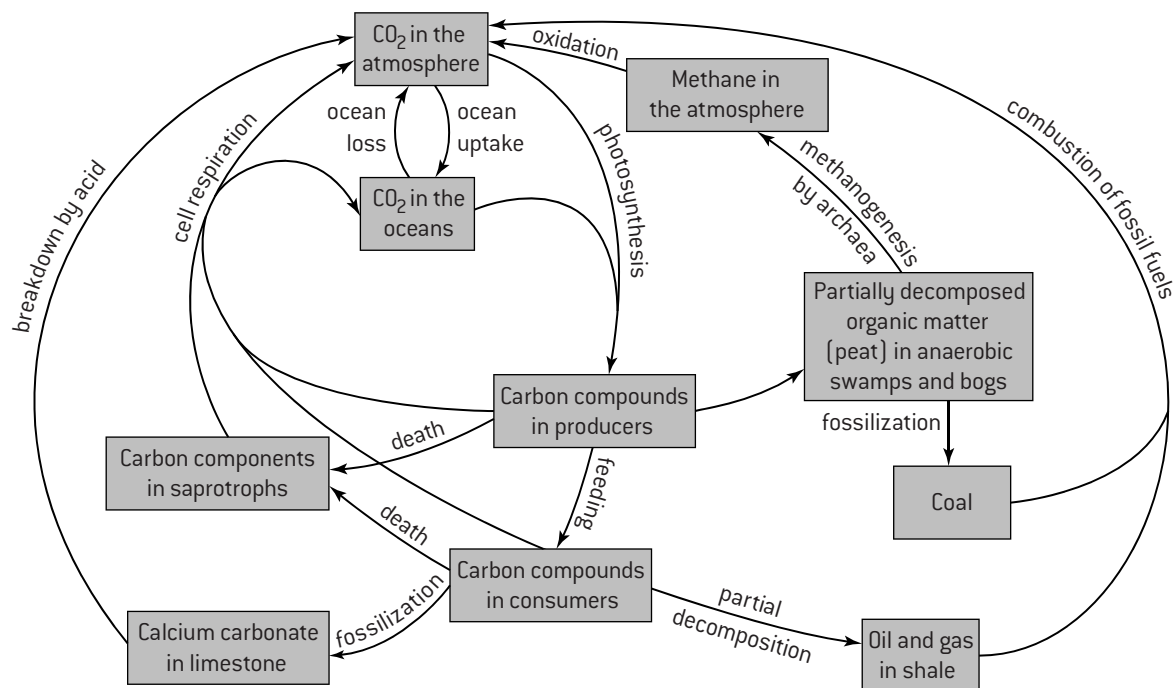 CO₂ in the
atmosphere
oxidation
Methane in
the atmosphere
ocean
loss
ocean
uptake
photosynthesis
methanogenesis
by archaea
combustion of fossil fuels
cell respiration
breakdown by acid
CO₂ in the
oceans
Partially decomposed
organic matter
(peat) in anaerobic
swamps and bogs
fossilization
Carbon compounds
in producers
death
Carbon components
in saprotrophs
feeding
Coal
death
Carbon compounds
in consumers
partial
decomposition
fossilization
Calcium carbonate
in limestone
Oil and gas
in shale